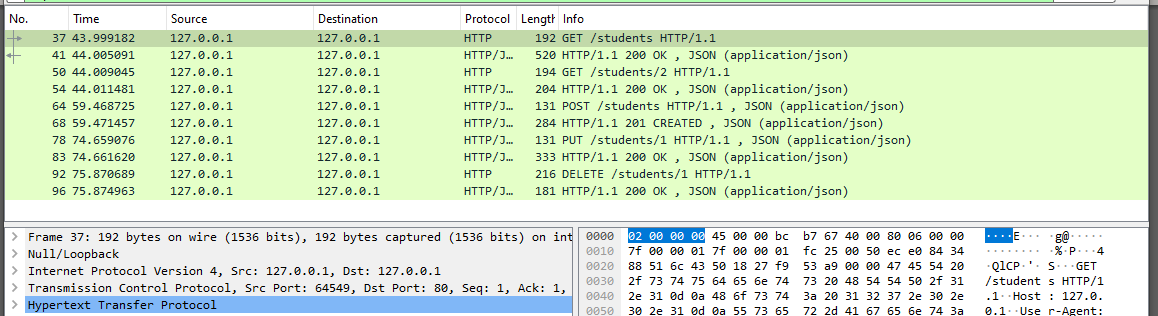 No. Time Source Destination Protocol Length Info
37 43.999182 127.0.0.1 127.0.0.1 HTTP 192 GET /students HTTP/1.1
41 44.005091 127.0.0.1 127.0.0.1 HTTP/J… 520 HTTP/1.1 200 OK , JSON (application/json)
50 44.009045 127.0.0.1 127.0.0.1 HTTP 194 GET /students/2 HTTP/1.1
54 44.011481 127.0.0.1 127.0.0.1 HTTP/J… 204 HTTP/1.1 200 OK , JSON (application/json)
64 59.468725 127.0.0.1 127.0.0.1 HTTP/J… 131 POST /students HTTP/1.1 , JSON (application/json)
68 59.471457 127.0.0.1 127.0.0.1 HTTP/J… 284 HTTP/1.1 201 CREATED , JSON (application/json)
78 74.659076 127.0.0.1 127.0.0.1 HTTP/J… 131 PUT /students/1 HTTP/1.1 , JSON (application/json)
83 74.661620 127.0.0.1 127.0.0.1 HTTP/J… 333 HTTP/1.1 200 OK , JSON (application/json)
92 75.870689 127.0.0.1 127.0.0.1 HTTP 216 DELETE /students/1 HTTP/1.1
96 75.874963 127.0.0.1 127.0.0.1 HTTP/J… 181 HTTP/1.1 200 OK , JSON (application/json)
Frame 37: 192 bytes on wire (1536 bits), 192 bytes captured (1536 bits) on int
Null/Loopback
Internet Protocol Version 4, Src: 127.0.0.1, Dst: 127.0.0.1
Transmission Control Protocol, Src Port: 64549, Dst Port: 80, Seq: 1, Ack: 1,
Hypertext Transfer Protocol
0000 02 00 00 00 45 00 00 bc b7 67 40 00 80 06 00 00 ····E··· ·g@·····
0010 7f 00 00 01 7f 00 00 01 fc 25 00 50 ec e0 84 34 ········ ·%·P···4
0020 88 51 6c 43 50 18 27 f9 53 a9 00 00 47 45 54 20 ·QlCP·'· S···GET
0030 2f 73 74 75 64 65 6e 74 73 20 48 54 54 50 2f 31 /student s HTTP/1
0040 2e 31 0d 0a 48 6f 73 74 3a 20 31 32 37 2e 30 2e .1··Host : 127.0.
0050 30 2e 31 0d 0a 55 73 65 72 2d 41 67 65 6e 74 3a 0.1··Use r-Agent: